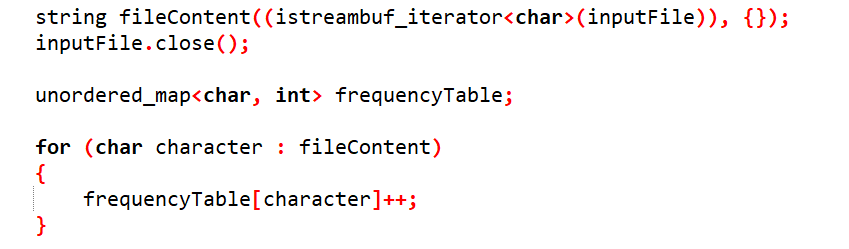 string fileContent((istreambuf_iterator<char>(inputFile)), {});
inputFile.close();
unordered_map<char, int> frequencyTable;
for (char character : fileContent)
{
frequencyTable[character]++;
}